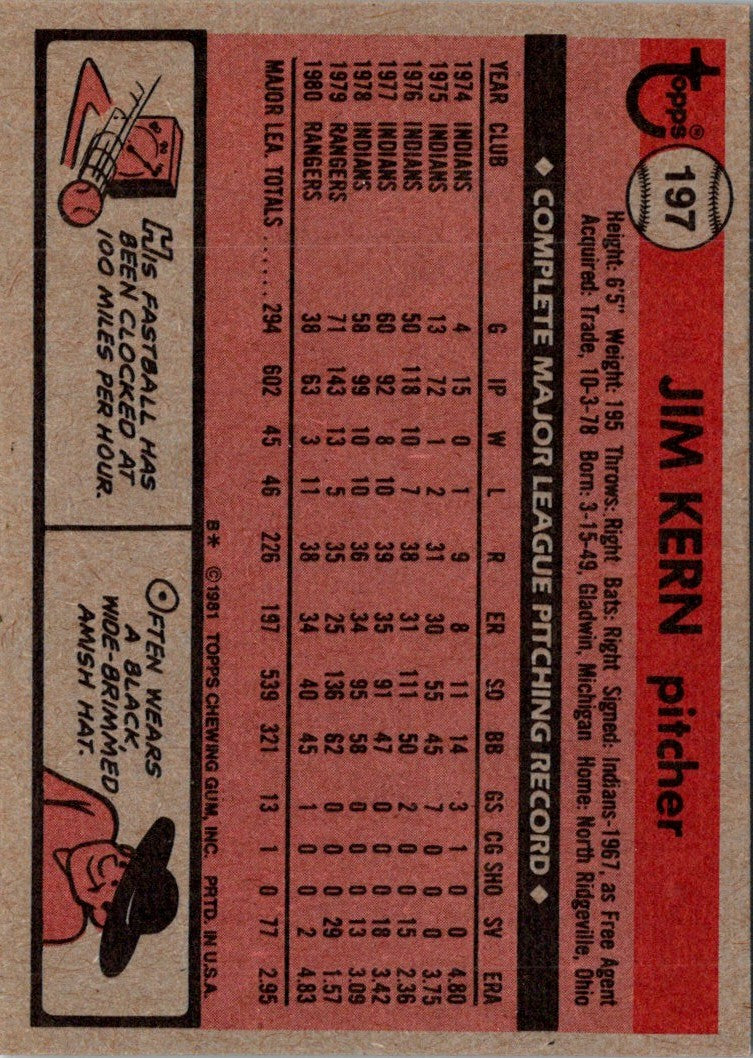 Topps®
197
JIM KERN pitcher
Height: 6'5" Weight: 195 Throws: Right Bats: Right Signed: Indians-1967, as Free Agent
Acquired: Trade, 10-3-78 Born: 3-15-49, Gladwin, Michigan Home: North Ridgeville, Ohio
◆ COMPLETE MAJOR LEAGUE PITCHING RECORD ◆
YEAR CLUB G IP W L R ER SO BB GS CG SHO SV ERA
1974 INDIANS 4 15 0 1 9 8 11 14 3 1 0 0 4.80
1975 INDIANS 13 72 1 2 31 30 55 45 7 0 0 0 3.75
1976 INDIANS 50 118 10 7 38 31 111 50 2 0 0 15 2.36
1977 INDIANS 60 92 8 10 39 35 91 47 0 0 0 18 3.42
1978 INDIANS 58 99 10 10 36 34 95 58 0 0 0 13 3.09
1979 RANGERS 71 143 13 5 35 25 136 62 0 0 0 29 1.57
1980 RANGERS 38 63 3 11 38 34 40 45 1 0 0 2 4.83
MAJOR LEA. TOTALS ...... 294 602 45 46 226 197 539 321 13 1 0 77 2.95
B* ©1981 TOPPS CHEWING GUM, INC. PRTD. IN U.S.A.
HIS FASTBALL HAS
BEEN CLOCKED AT
100 MILES PER HOUR.
OFTEN WEARS
A BLACK,
WIDE-BRIMMED
AMISH HAT.